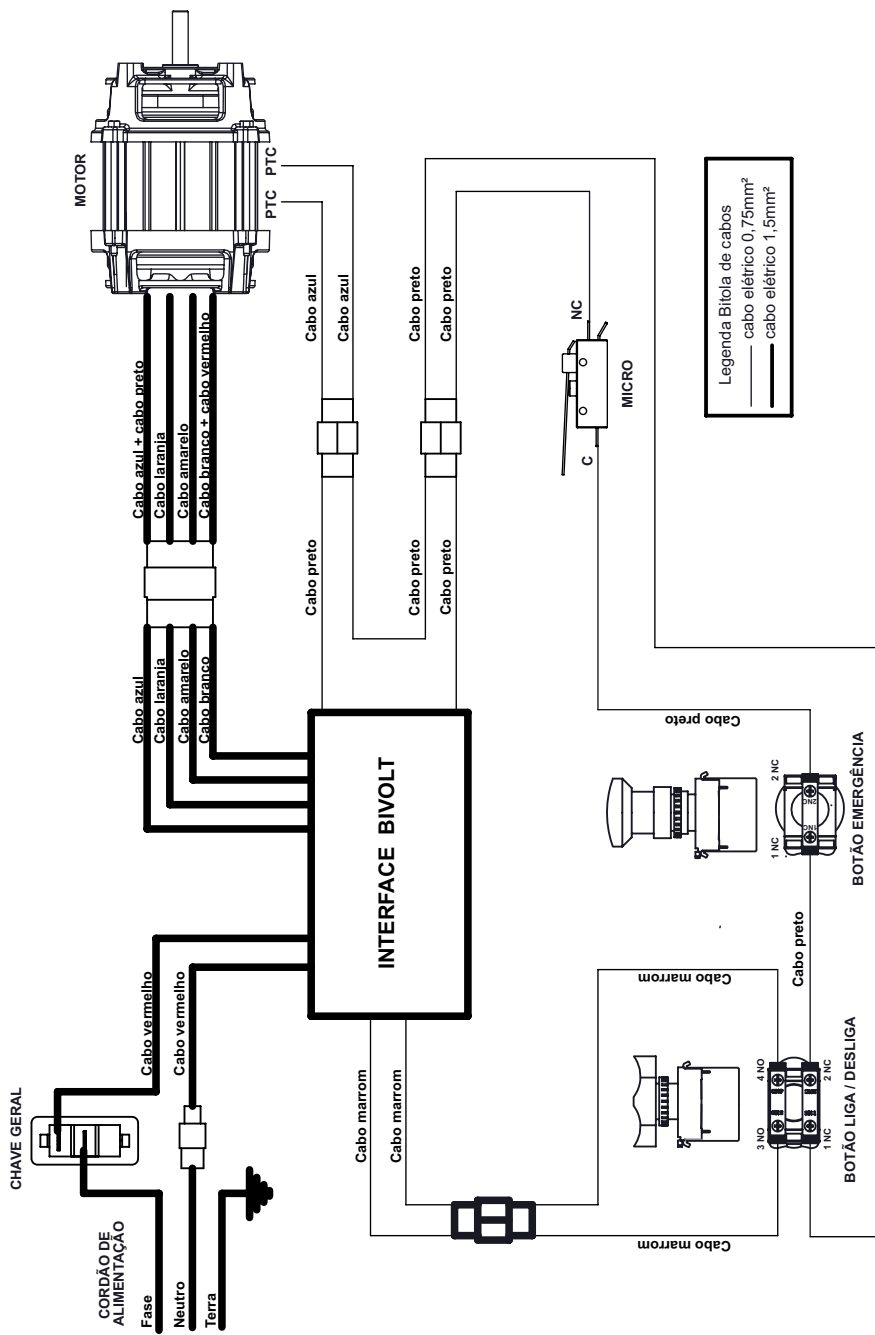 MOTOR
PTC
PTC
Cabo azul + cabo preto
Cabo laranja
Cabo amarelo
Cabo branco + cabo vermelho
Cabo azul
Cabo laranja
Cabo amarelo
Cabo branco
Cabo azul
Cabo azul
Cabo preto
Cabo preto
Cabo preto
Cabo preto
Cabo preto
NC
C
MICRO
Legenda Bitola de cabos
cabo elétrico 0,75mm²
cabo elétrico 1,5mm²
INTERFACE BIVOLT
CHAVE GERAL
Cabo vermelho
Cabo vermelho
CORDÃO DE
ALIMENTAÇÃO
Fase
Neutro
Terra
Cabo marrom
Cabo marrom
Cabo marrom
Cabo marrom
Cabo preto
Cabo preto
1 NC
2 NC
1NC
2NC
BOTÃO EMERGÊNCIA
3 NO
4 NO
1 NC
2 NC
BOTÃO LIGA / DESLIGA